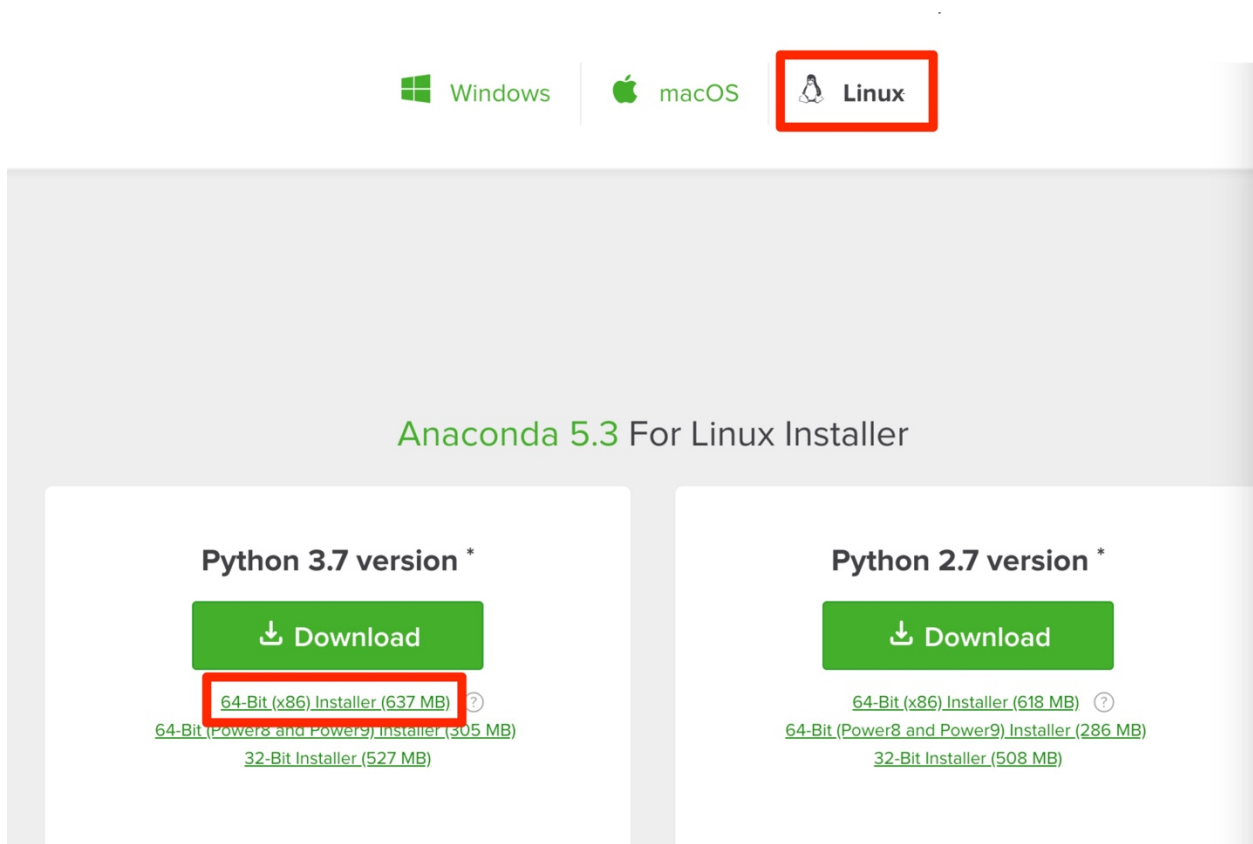 Windows
macOS
Linux
Anaconda 5.3 For Linux Installer
Python 3.7 version *
Download
64-Bit (x86) Installer (637 MB) ?
64-Bit (Power8 and Power9) Installer (305 MB)
32-Bit Installer (527 MB)
Python 2.7 version *
Download
64-Bit (x86) Installer (618 MB) ?
64-Bit (Power8 and Power9) Installer (286 MB)
32-Bit Installer (508 MB)